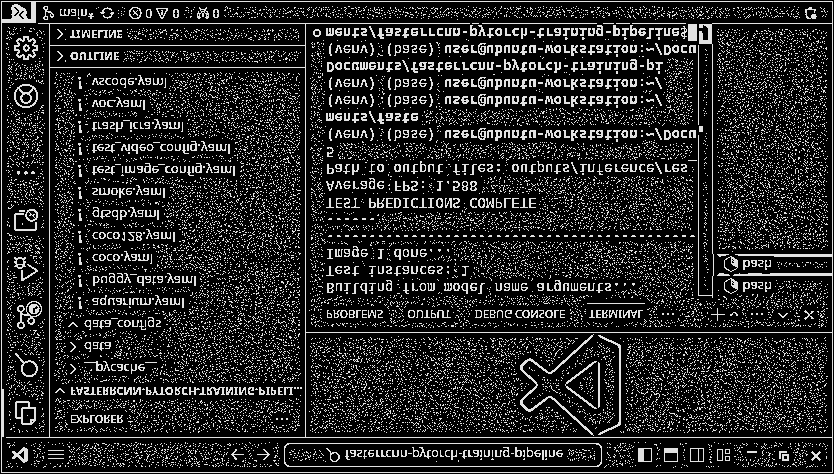 fasterrcnn-pytorch-training-pipeline
EXPLORER
FASTERRCNN-PYTORCH-TRAINING-PIPELI...
__pycache__
data
data_configs
! aquarium.yaml
! buggy_data.yaml
! coco.yaml
! coco128.yaml
! gtsdb.yaml
! smoke.yaml
! test_image_config.yaml
! test_video_config.yaml
! trash_icra.yaml
! voc.yaml
! vscode.yaml
OUTLINE
TIMELINE
PROBLEMS OUTPUT DEBUG CONSOLE TERMINAL
Building from model name arguments...
Test instances: 1
Image 1 done...
--------------------------------------------
------
TEST PREDICTIONS COMPLETE
Average FPS: 1.588
Path to output files: outputs/inference/res_
5
(venv) (base) user@ubuntu-workstation:~/Docu
ments/faste
(venv) (base) user@ubuntu-workstation:~/
(venv) (base) user@ubuntu-workstation:~/
Documents/fasterrcnn-pytorch-training-pi
(venv) (base) user@ubuntu-workstation:~/Docu
ments/fasterrcnn-pytorch-training-pipeline$
bash
bash
main* 0 0 0